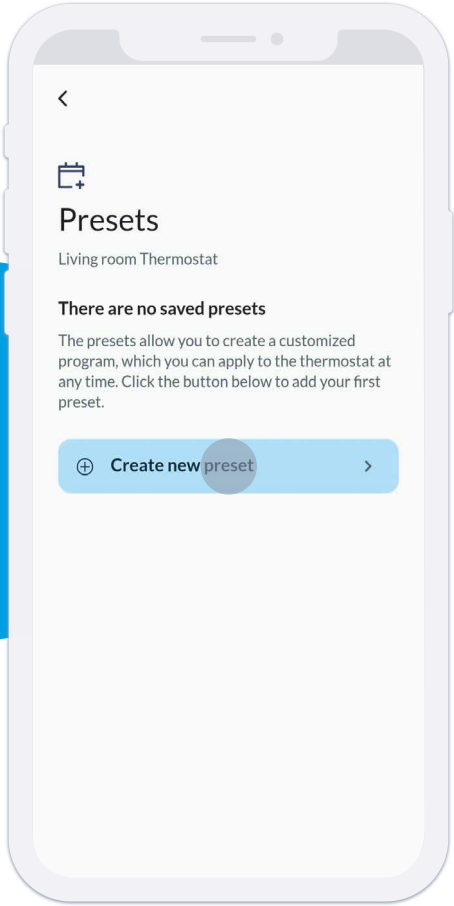 Presets
Living room Thermostat
There are no saved presets
The presets allow you to create a customized
program, which you can apply to the thermostat at
any time. Click the button below to add your first
preset.
Create new preset